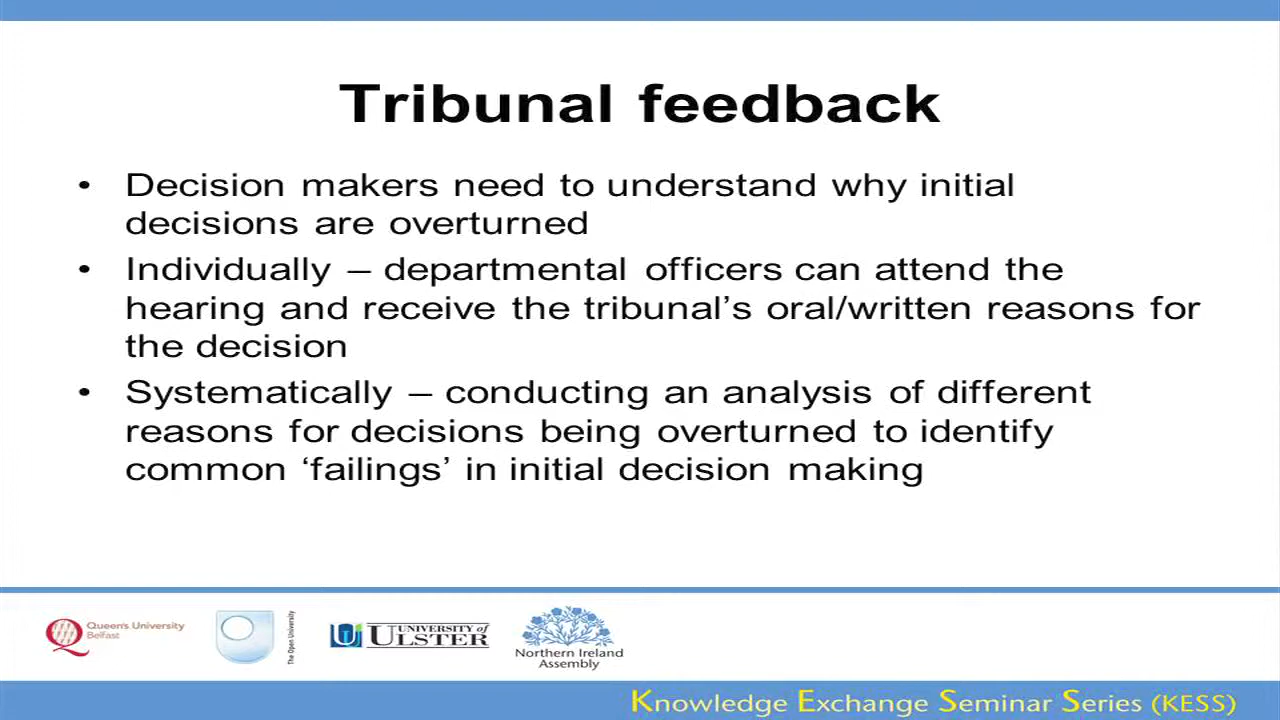 Tribunal feedback
• Decision makers need to understand why initial
decisions are overturned
• Individually – departmental officers can attend the
hearing and receive the tribunal’s oral/written reasons for
the decision
• Systematically – conducting an analysis of different
reasons for decisions being overturned to identify
common ‘failings’ in initial decision making
Queen's University
Belfast
The Open University
UNIVERSITY of
ULSTER
Northern Ireland
Assembly
Knowledge Exchange Seminar Series (KESS)